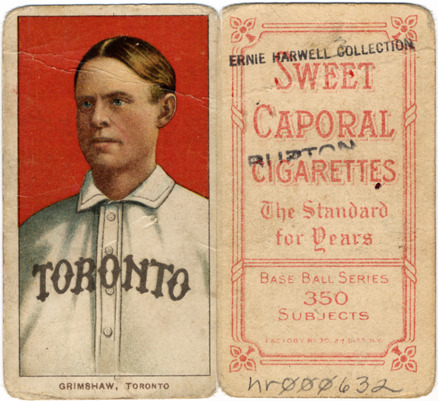 TORONTO
GRIMSHAW, TORONTO
ERNIE HARWELL COLLECTION
SWEET
CAPORAL
BURTON
CIGARETTES
The Standard
for Years
BASE BALL SERIES
350
SUBJECTS
hr000632